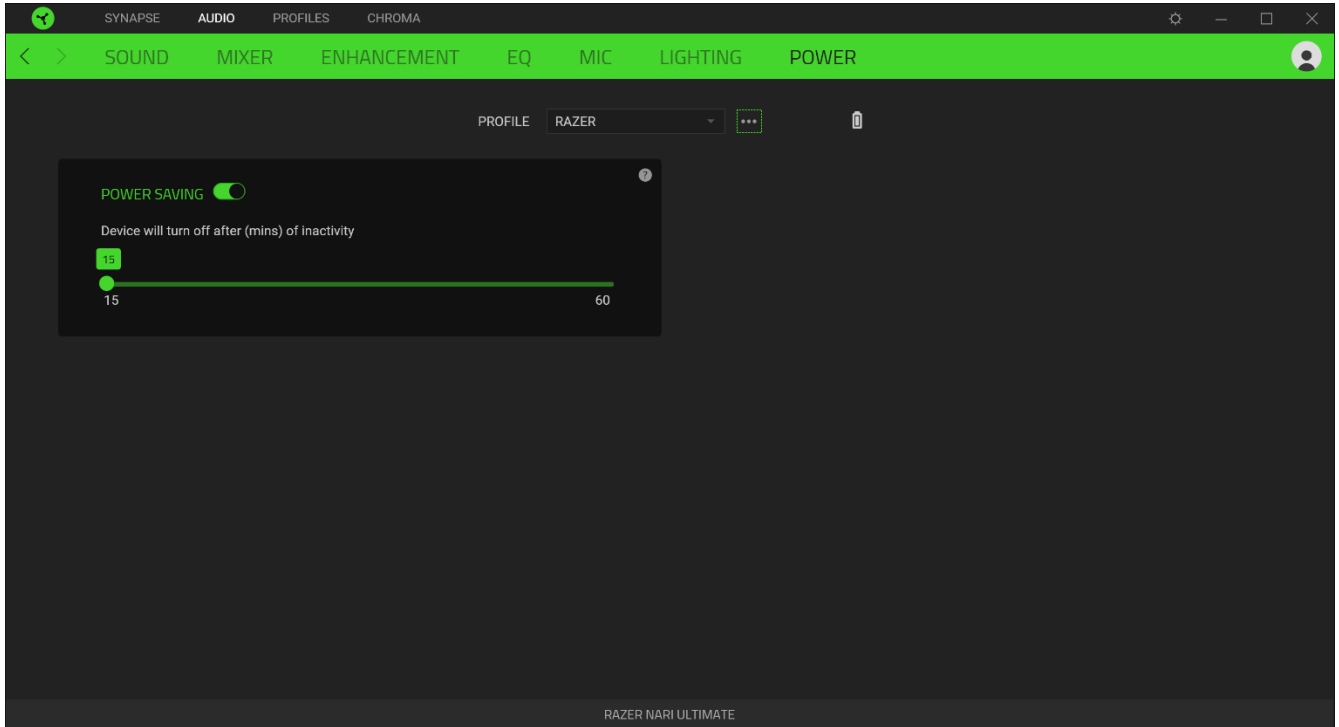 SYNAPSE AUDIO PROFILES CHROMA
SOUND MIXER ENHANCEMENT EQ MIC LIGHTING POWER
PROFILE RAZER
POWER SAVING ?
Device will turn off after (mins) of inactivity
15
15 60
RAZER NARI ULTIMATE